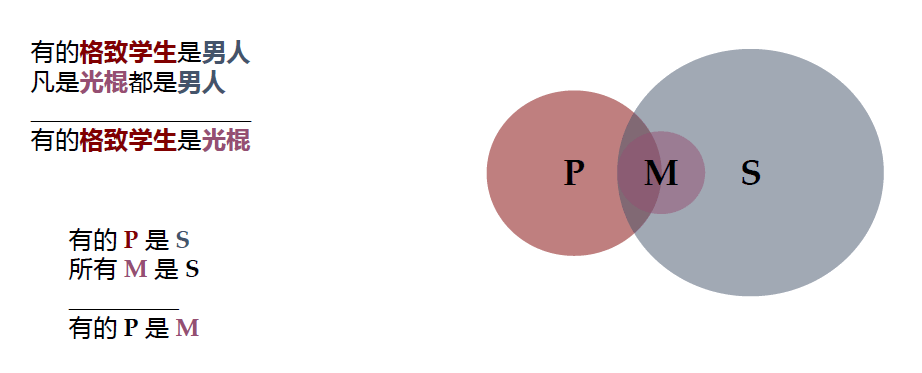 有的格致学生是男人
凡是光棍都是男人
有的格致学生是光棍
有的 P 是 S
所有 M 是 S
有的 P 是 M
P M S